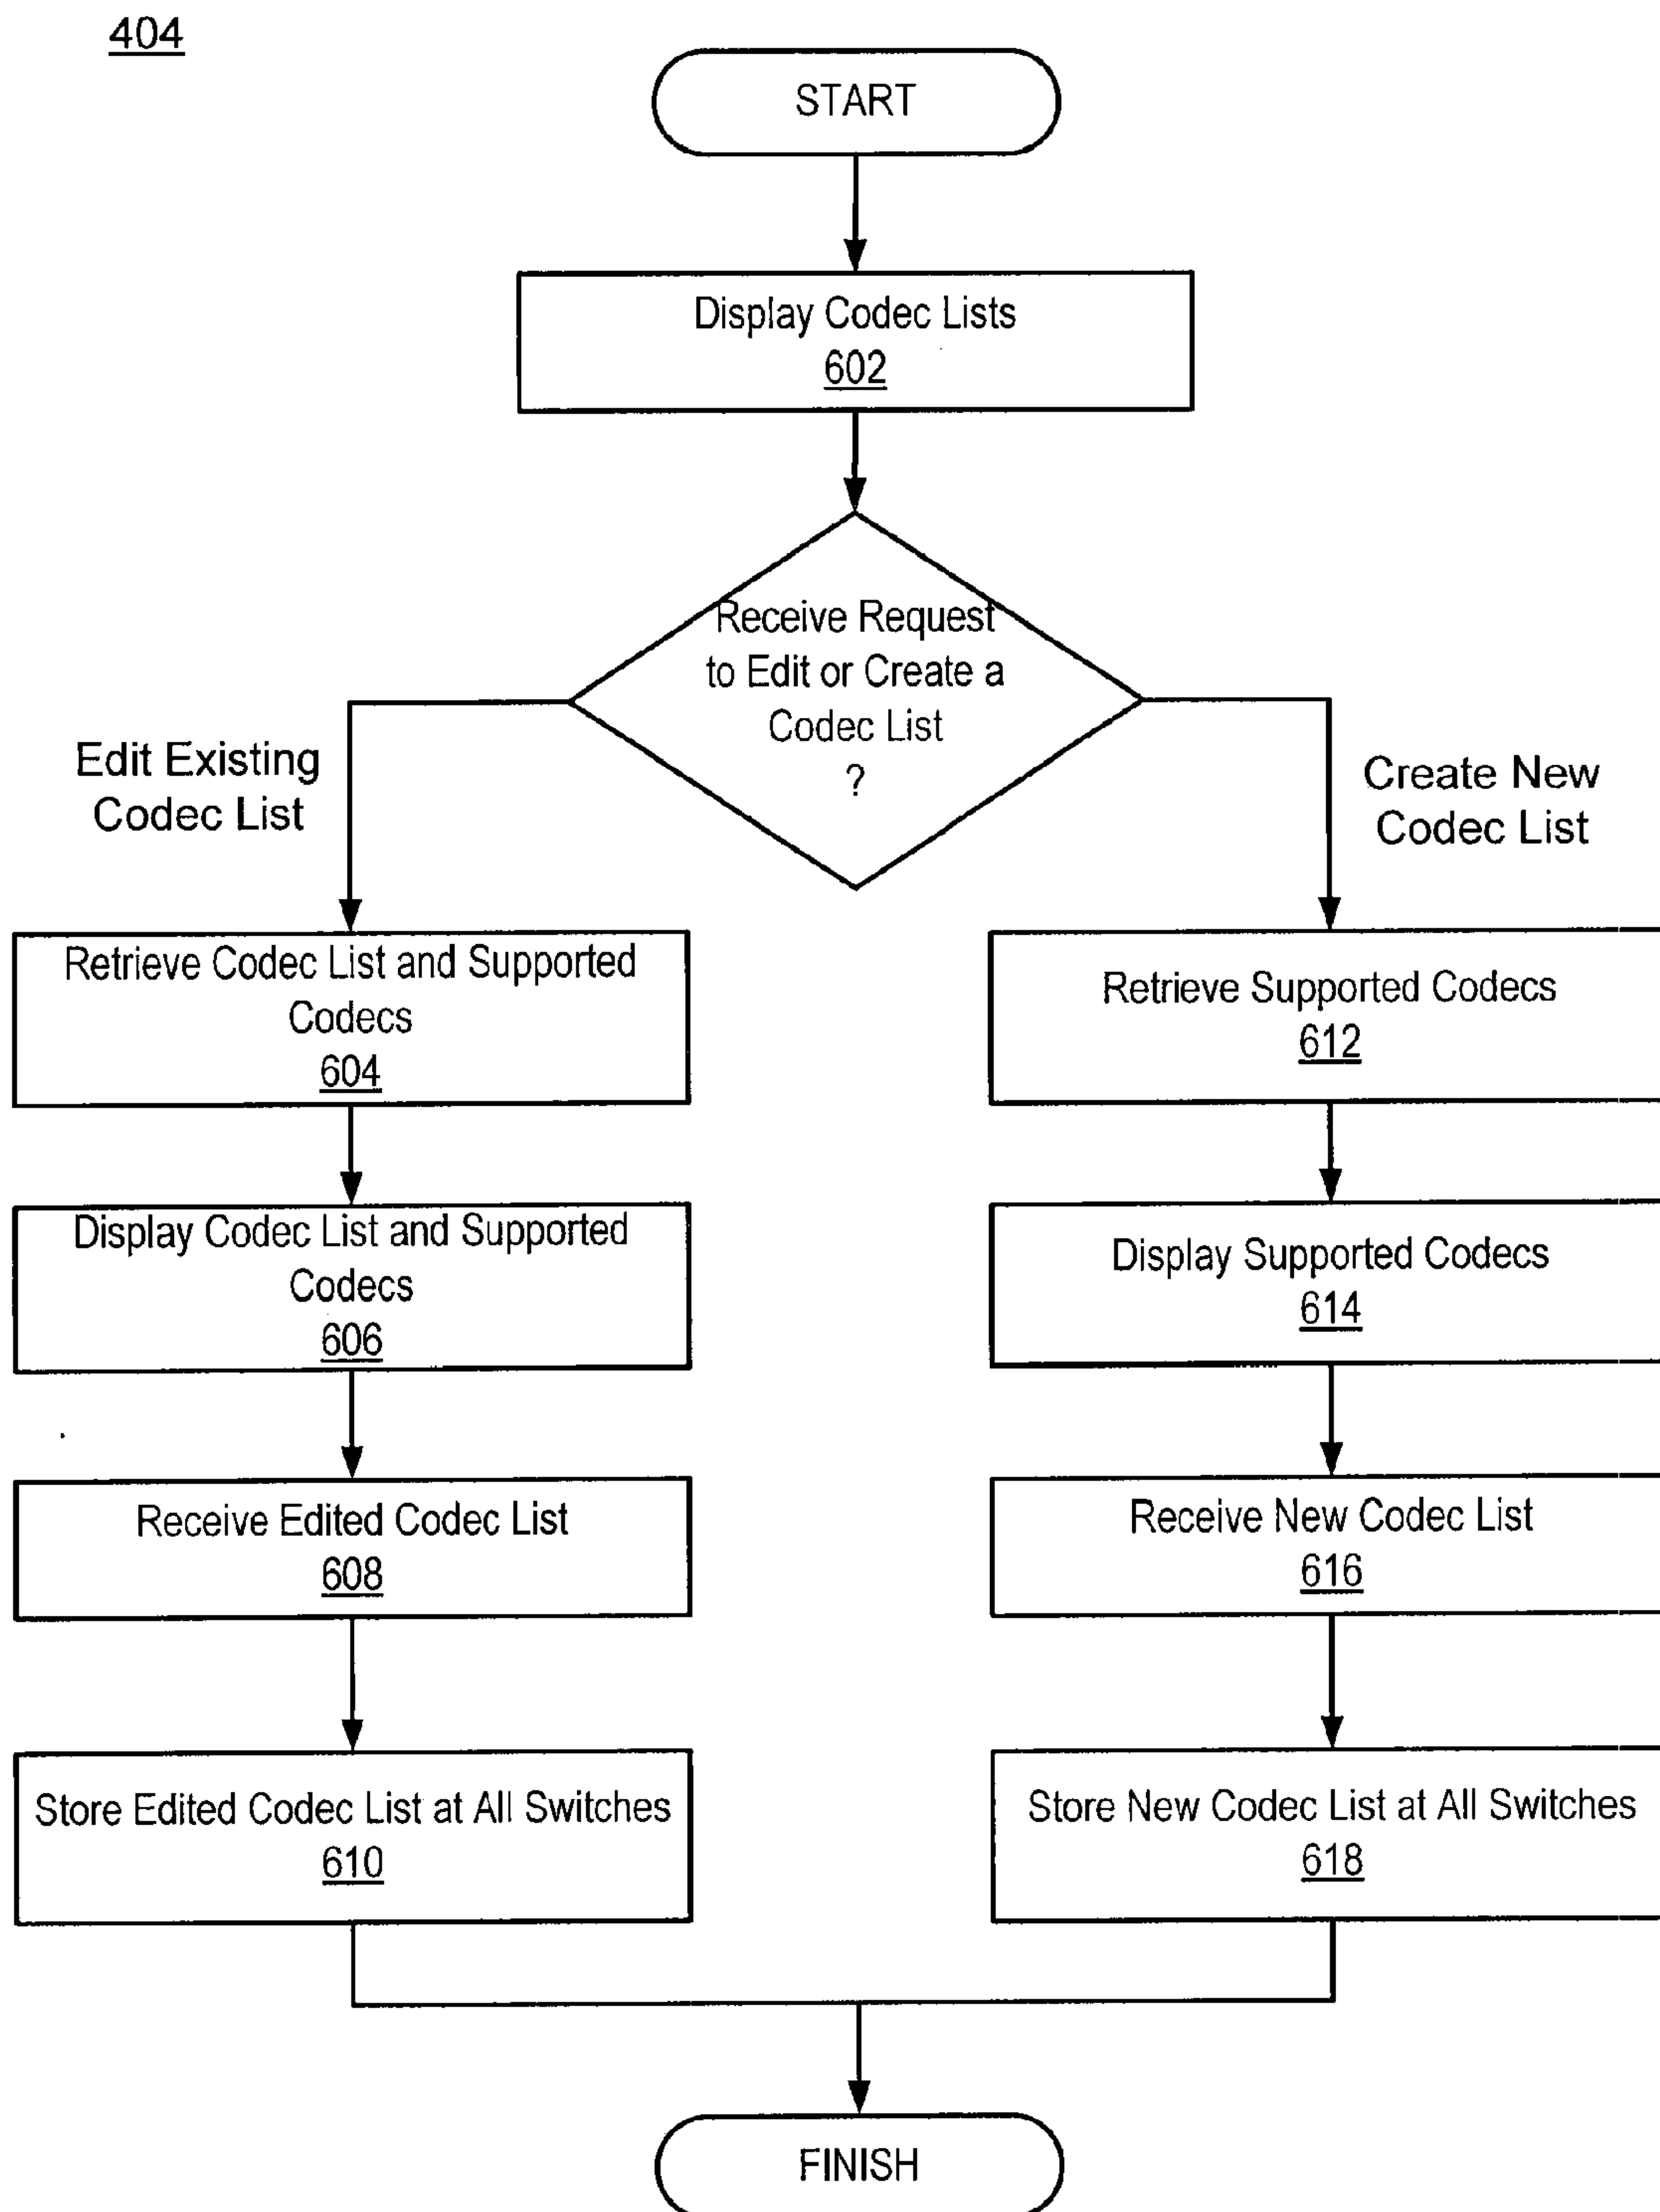 404
START
Display Codec Lists
602
Receive Request
to Edit or Create a
Codec List
?
Edit Existing
Codec List
Create New
Codec List
Retrieve Codec List and Supported
Codecs
604
Retrieve Supported Codecs
612
Display Codec List and Supported
Codecs
606
Display Supported Codecs
614
Receive Edited Codec List
608
Receive New Codec List
616
Store Edited Codec List at All Switches
610
Store New Codec List at All Switches
618
FINISH